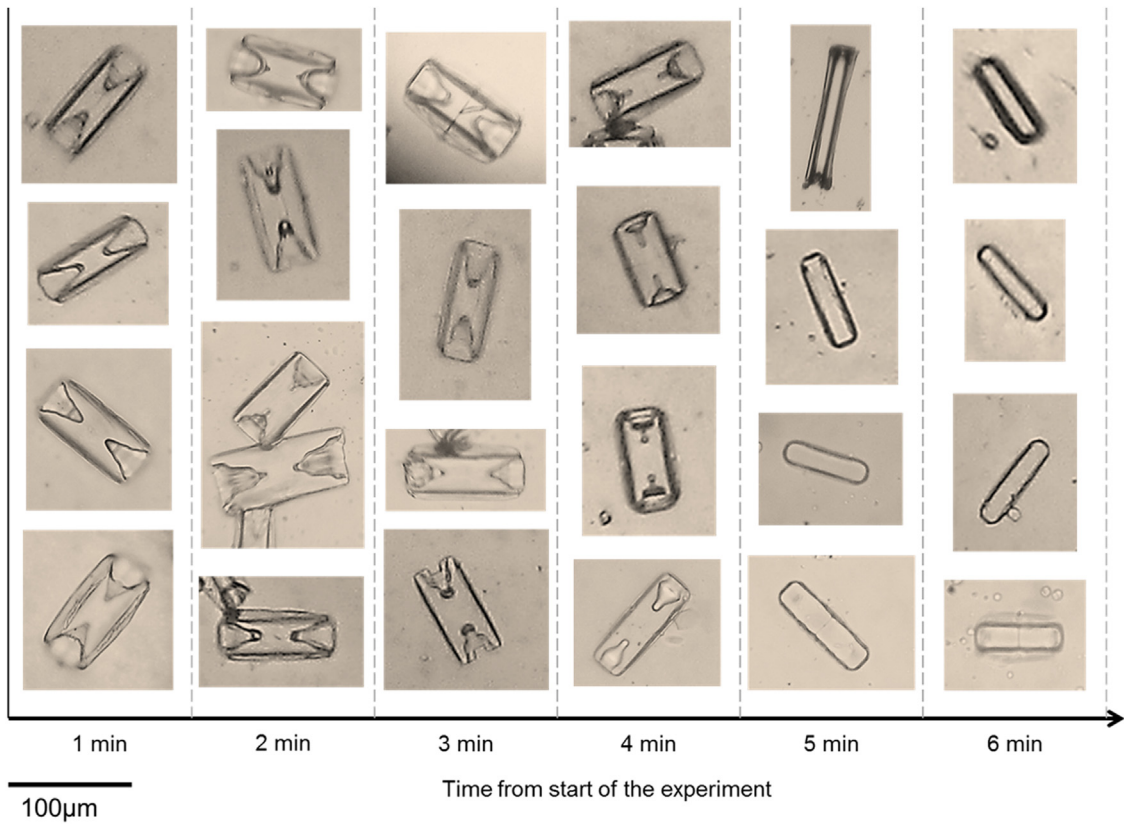 1 min
2 min
3 min
4 min
5 min
6 min
Time from start of the experiment
100µm